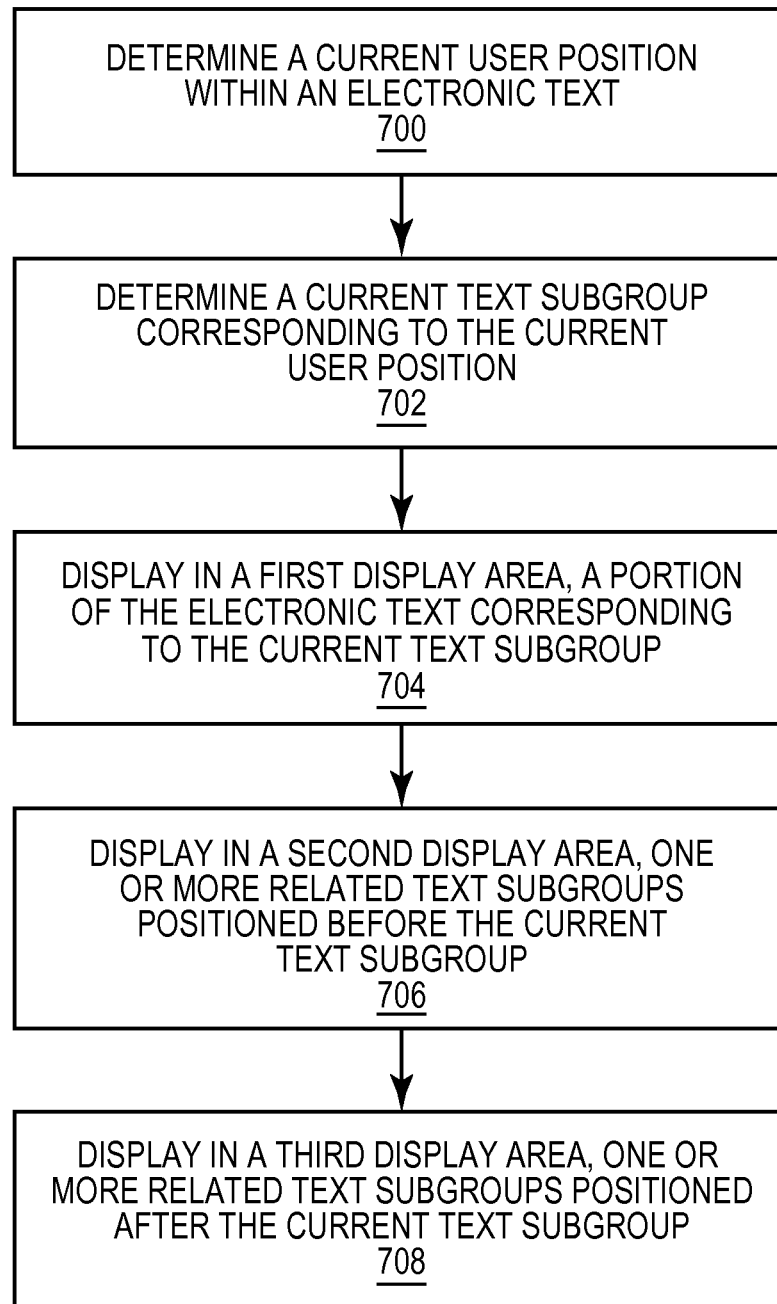 DETERMINE A CURRENT USER POSITION
WITHIN AN ELECTRONIC TEXT
700
DETERMINE A CURRENT TEXT SUBGROUP
CORRESPONDING TO THE CURRENT
USER POSITION
702
DISPLAY IN A FIRST DISPLAY AREA, A PORTION
OF THE ELECTRONIC TEXT CORRESPONDING
TO THE CURRENT TEXT SUBGROUP
704
DISPLAY IN A SECOND DISPLAY AREA, ONE
OR MORE RELATED TEXT SUBGROUPS
POSITIONED BEFORE THE CURRENT
TEXT SUBGROUP
706
DISPLAY IN A THIRD DISPLAY AREA, ONE OR
MORE RELATED TEXT SUBGROUPS POSITIONED
AFTER THE CURRENT TEXT SUBGROUP
708